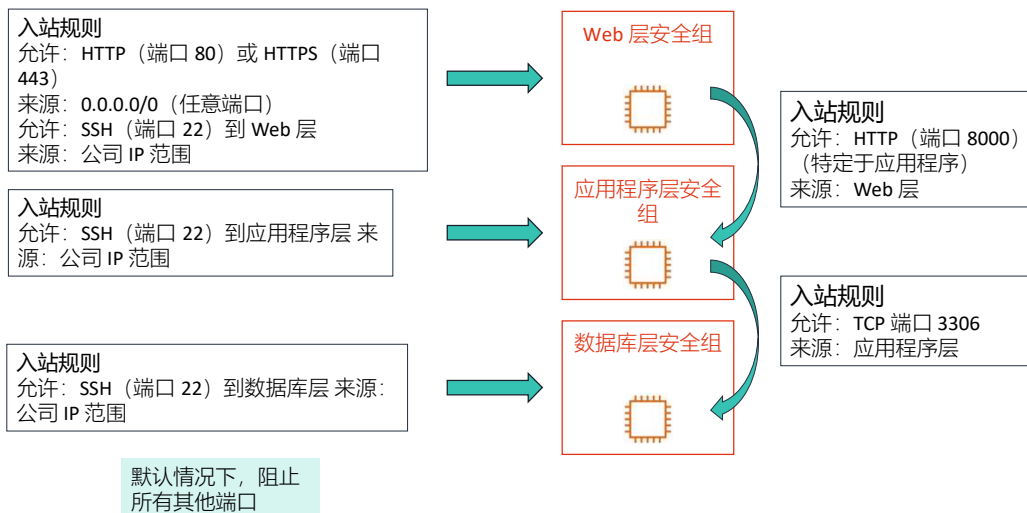 入站规则
允许：HTTP（端口 80）或 HTTPS（端口
443）
来源：0.0.0.0/0（任意端口）
允许：SSH（端口 22）到 Web 层
来源：公司 IP 范围
Web 层安全组
入站规则
允许：HTTP（端口 8000）
（特定于应用程序）
来源：Web 层
入站规则
允许：SSH（端口 22）到应用程序层 来
源：公司 IP 范围
应用程序层安全
组
入站规则
允许：TCP 端口 3306
来源：应用程序层
入站规则
允许：SSH（端口 22）到数据库层 来源：
公司 IP 范围
数据库层安全组
默认情况下，阻止
所有其他端口